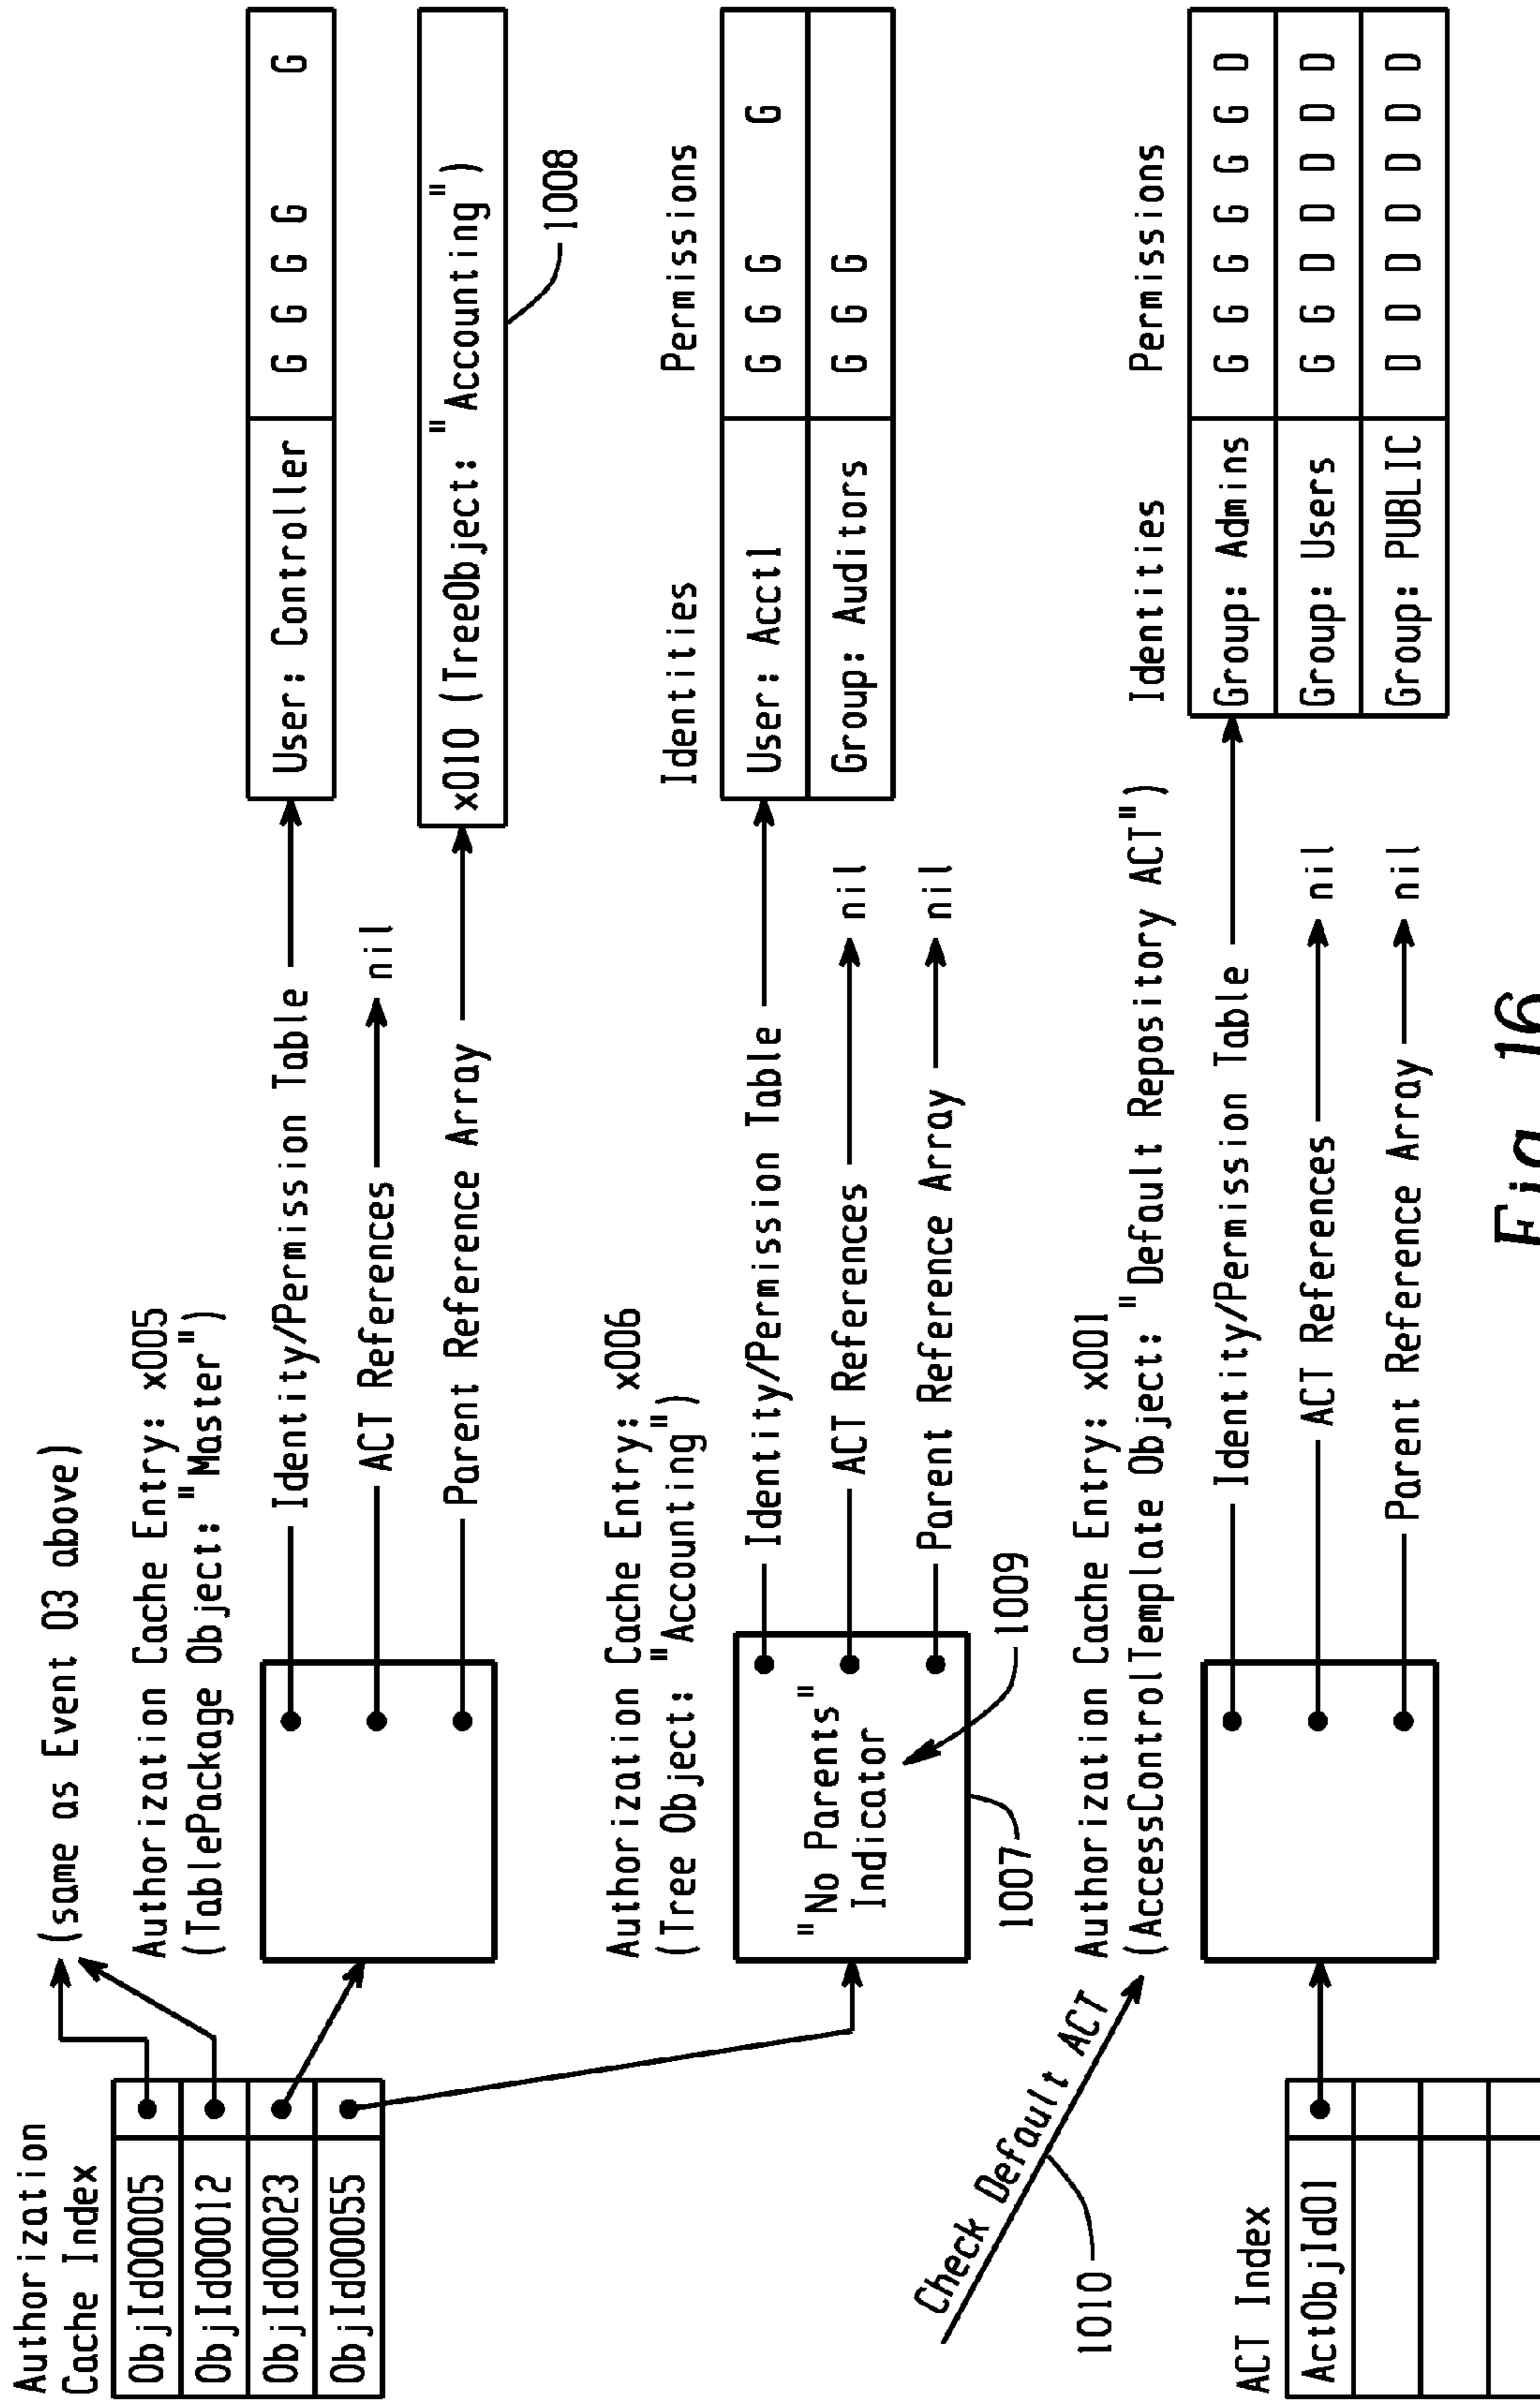 Authorization
Cache Index
ObjId00005
ObjId00012
ObjId00023
ObjId00055
(same as Event 03 above)
Authorization Cache Entry: x005
(TablePackage Object: "Master")
Identity/Permission Table
User: Controller G G G G G
ACT References nil
Parent Reference Array
x010 (TreeObject: "Accounting")
1008
Authorization Cache Entry: x006
(Tree Object: "Accounting")
Identities Permissions
"No Parents"
Indicator
Identity/Permission Table
User: Acct1 G G G G
Group: Auditors G G G
ACT References nil
Parent Reference Array nil
1007
1009
Check Default ACT
1010
Authorization Cache Entry: x001
(AccessControlTemplate Object: "Default Repository ACT")
Identities Permissions
ACT Index
ActObjId01
Identity/Permission Table
Group: Admins G G G G G G D
Group: Users G G D D D D D
Group: PUBLIC D D D D D D D
ACT References nil
Parent Reference Array nil
Fig. 16